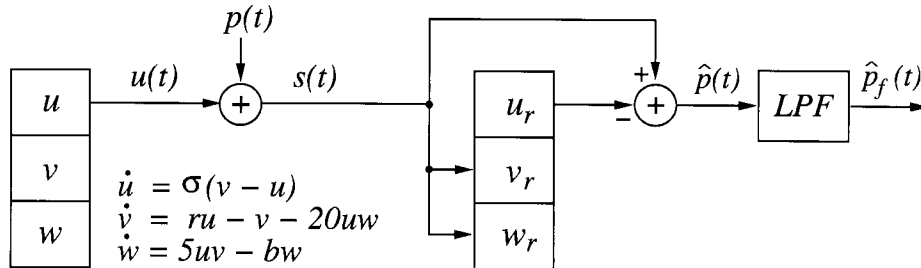 p(t)
u(t)
s(t)
+
+
+
−
p̂(t)
LPF
p̂_f(t)
u
v
w
u_r
v_r
w_r
u̇ = σ(v − u)
v̇ = ru − v − 20uw
ẇ = 5uv − bw